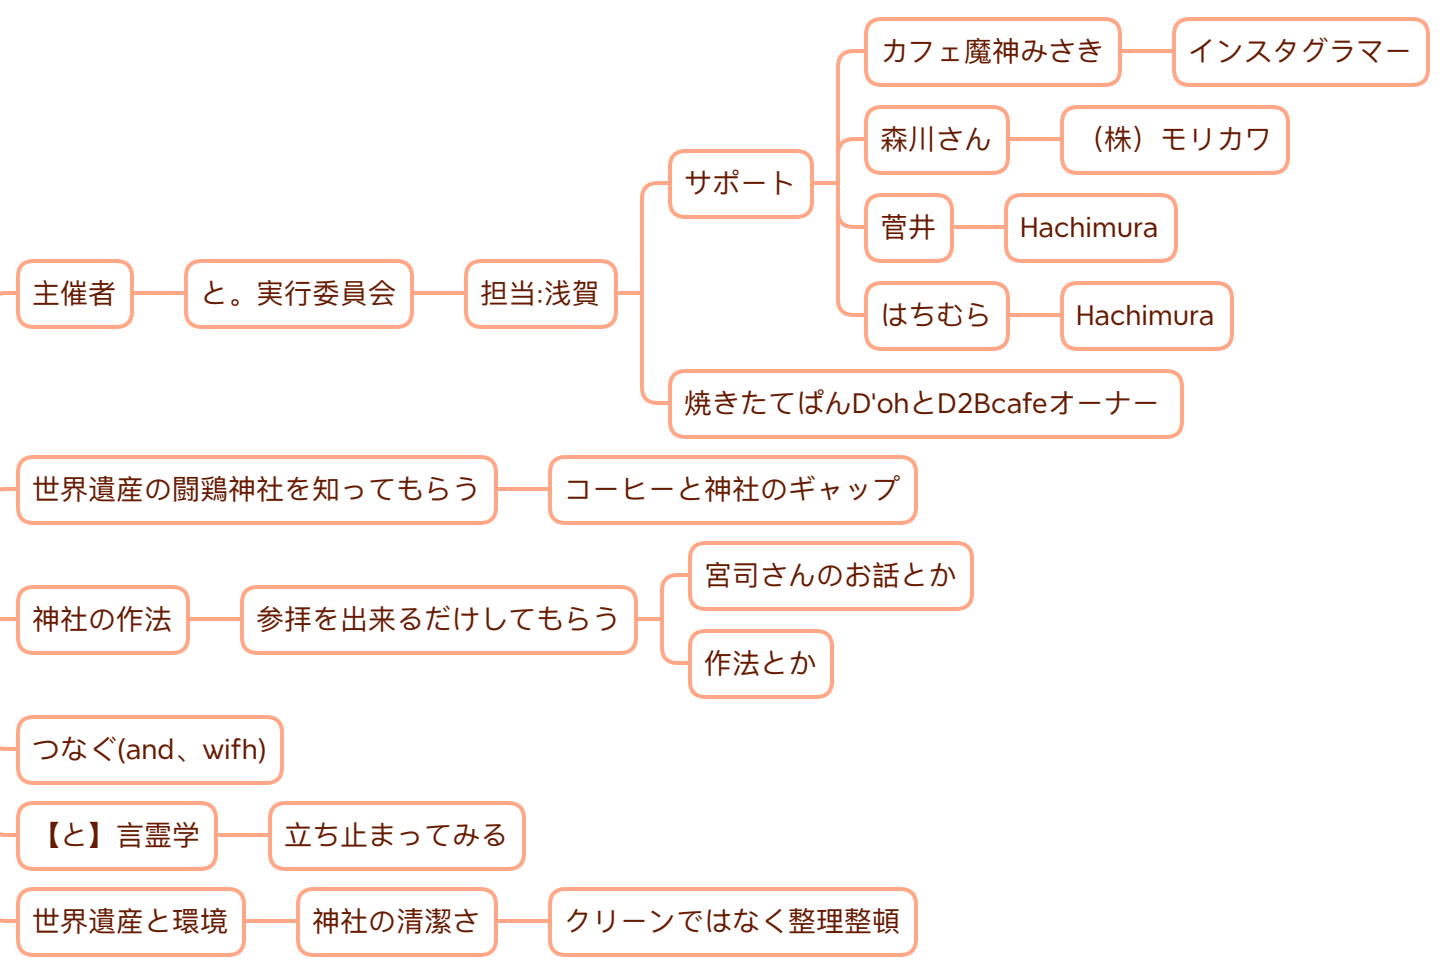 カフェ魔神みさき
インスタグラマー
森川さん
（株）モリカワ
サポート
菅井
Hachimura
はちむら
Hachimura
主催者
と。実行委員会
担当:浅賀
焼きたてぱんD'ohとD2Bcafeオーナー
世界遺産の闘鶏神社を知ってもらう
コーヒーと神社のギャップ
神社の作法
参拝を出来るだけしてもらう
宮司さんのお話とか
作法とか
つなぐ(and、wifh)
【と】言霊学
立ち止まってみる
世界遺産と環境
神社の清潔さ
クリーンではなく整理整頓